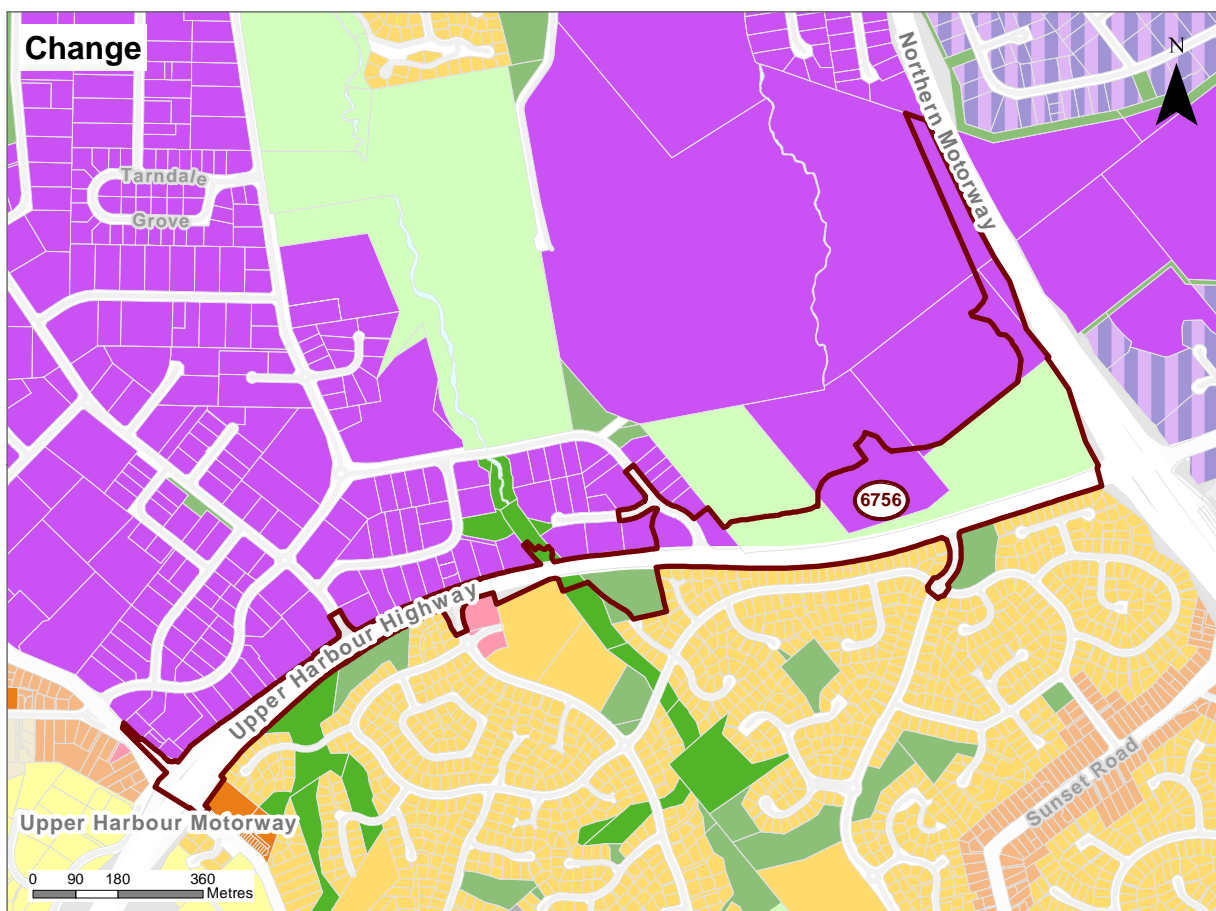 Change
N
Northern Motorway
Tarndale
Grove
6756
Upper Harbour Highway
Sunset Road
Upper Harbour Motorway
0 90 180 360
Metres